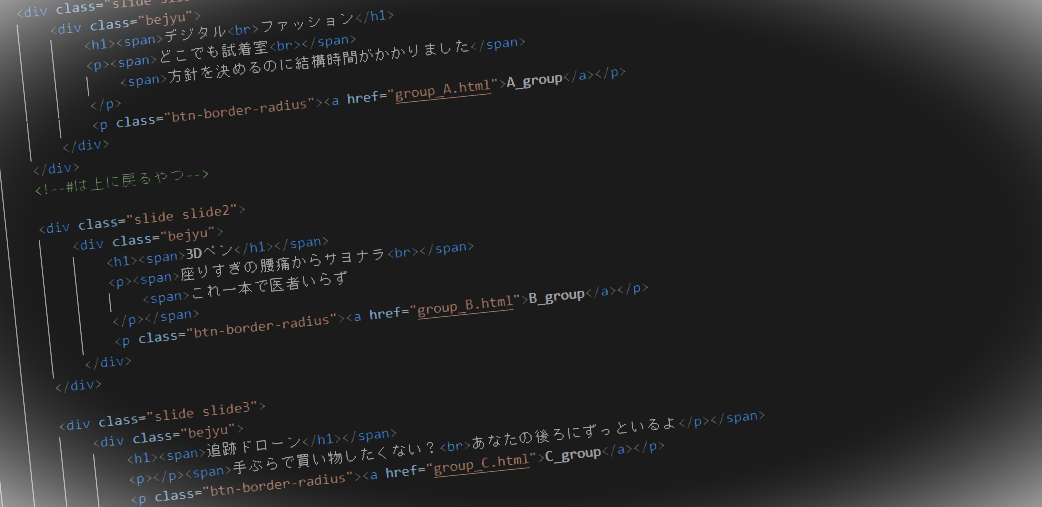 <div class="slide slide
<div class="bejyu">
<h1><span>デジタル<br>ファッション</h1>
<p><span>どこでも試着室<br></span>
<span>方針を決めるのに結構時間がかかりました</span>
</p>
<p class="btn-border-radius"><a href="group_A.html">A_group</a></p>
</div>
</div>
<!--#は上に戻るやつ-->
<div class="slide slide2">
<div class="bejyu">
<h1><span>3Dペン</h1></span>
<p><span>座りすぎの腰痛からサヨナラ<br></span>
<span>これ一本で医者いらず
</p></span>
<p class="btn-border-radius"><a href="group_B.html">B_group</a></p>
</div>
</div>
<div class="slide slide3">
<div class="bejyu">
<h1><span>追跡ドローン</h1></span>
<p></p><span>手ぶらで買い物したくない？<br>あなたの後ろにずっといるよ</p></span>
<p class="btn-border-radius"><a href="group_C.html">C_group</a></p>